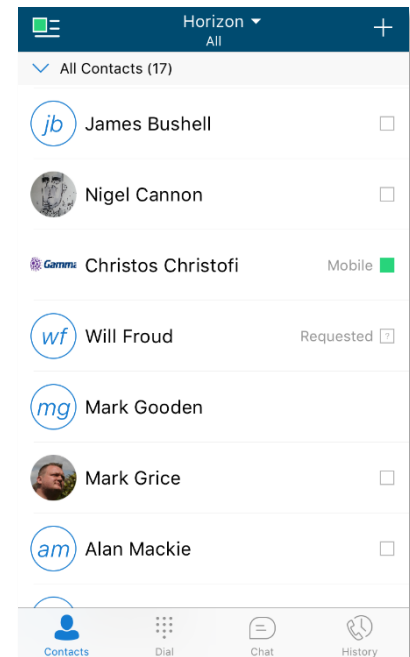 Horizon
All
All Contacts (17)
jb James Bushell
Nigel Cannon
Gamma Christos Christofi Mobile
wf Will Froud Requested ?
mg Mark Gooden
Mark Grice
am Alan Mackie
Contacts Dial Chat History